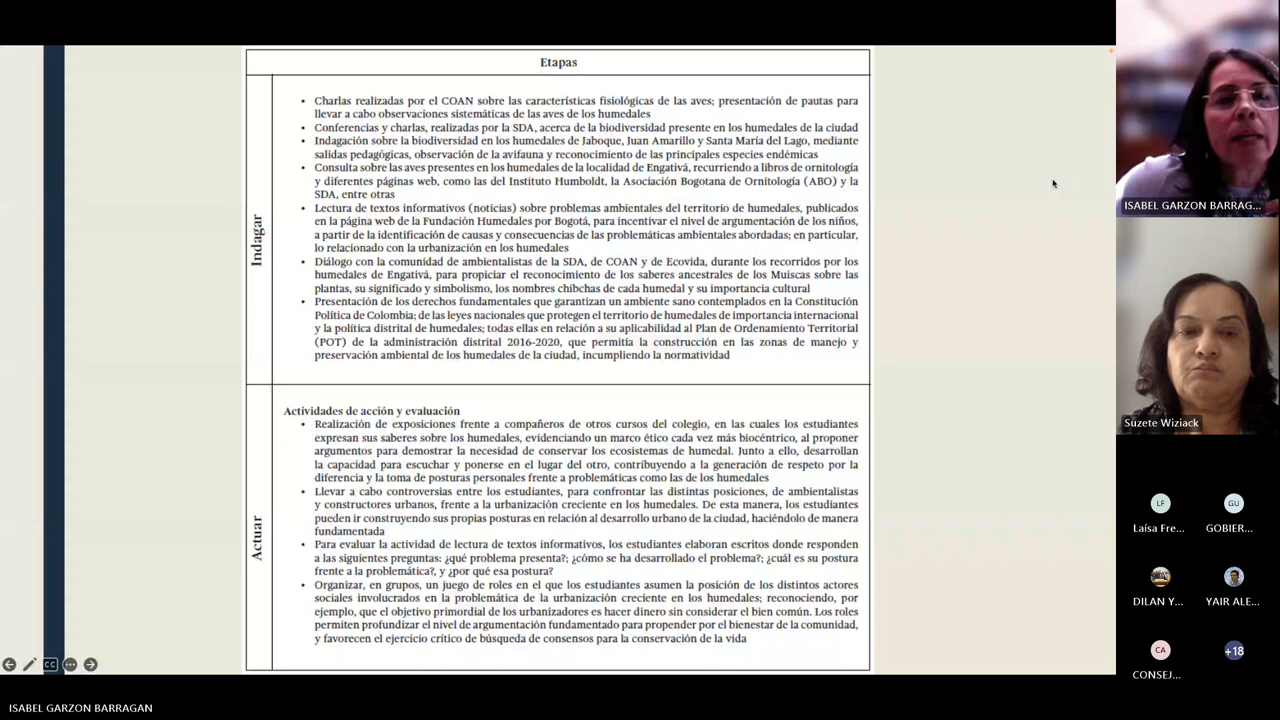 Etapas
Indagar
• Charlas realizadas por el COAN sobre las características fisiológicas de las aves; presentación de pautas para
llevar a cabo observaciones sistemáticas de las aves de los humedales
• Conferencias y charlas, realizadas por la SDA, acerca de la biodiversidad presente en los humedales de la ciudad
• Indagación sobre la biodiversidad en los humedales de Jaboque, Juan Amarillo y Santa María del Lago, mediante
salidas pedagógicas, observación de la avifauna y reconocimiento de las principales especies endémicas
• Consulta sobre las aves presentes en los humedales de la localidad de Engativá, recurriendo a libros de ornitología
y diferentes páginas web, como las del Instituto Humboldt, la Asociación Bogotana de Ornitología (ABO) y la
SDA, entre otras
• Lectura de textos informativos (noticias) sobre problemas ambientales del territorio de humedales, publicados
en la página web de la Fundación Humedales por Bogotá, para incentivar el nivel de argumentación de los niños,
a partir de la identificación de causas y consecuencias de las problemáticas ambientales abordadas; en particular,
lo relacionado con la urbanización en los humedales
• Diálogo con la comunidad de ambientalistas de la SDA, de COAN y de Ecovida, durante los recorridos por los
humedales de Engativá, para propiciar el reconocimiento de los saberes ancestrales de los Muiscas sobre las
plantas, su significado y simbolismo, los nombres chibchas de cada humedal y su importancia cultural
• Presentación de los derechos fundamentales que garantizan un ambiente sano contemplados en la Constitución
Política de Colombia; de las leyes nacionales que protegen el territorio de humedales de importancia internacional
y la política distrital de humedales; todas ellas en relación a su aplicabilidad al Plan de Ordenamiento Territorial
(POT) de la administración distrital 2016-2020, que permitía la construcción en las zonas de manejo y
preservación ambiental de los humedales de la ciudad, incumpliendo la normatividad
Actuar
Actividades de acción y evaluación
• Realización de exposiciones frente a compañeros de otros cursos del colegio, en las cuales los estudiantes
expresan sus saberes sobre los humedales, evidenciando un marco ético cada vez más biocéntrico, al proponer
argumentos para demostrar la necesidad de conservar los ecosistemas de humedal. Junto a ello, desarrollan
la capacidad para escuchar y ponerse en el lugar del otro, contribuyendo a la generación de respeto por la
diferencia y la toma de posturas personales frente a problemáticas como las de los humedales
• Llevar a cabo controversias entre los estudiantes, para confrontar las distintas posiciones, de ambientalistas
y constructores urbanos, frente a la urbanización creciente en los humedales. De esta manera, los estudiantes
pueden ir construyendo sus propias posturas en relación al desarrollo urbano de la ciudad, haciéndolo de manera
fundamentada
• Para evaluar la actividad de lectura de textos informativos, los estudiantes elaboran escritos donde responden
a las siguientes preguntas: ¿qué problema presenta?; ¿cómo se ha desarrollado el problema?; ¿cuál es su postura
frente a la problemática?, y ¿por qué esa postura?
• Organizar, en grupos, un juego de roles en el que los estudiantes asumen la posición de los distintos actores
sociales involucrados en la problemática de la urbanización creciente en los humedales; reconociendo, por
ejemplo, que el objetivo primordial de los urbanizadores es hacer dinero sin considerar el bien común. Los roles
permiten profundizar el nivel de argumentación fundamentado para propender por el bienestar de la comunidad,
y favorecen el ejercicio crítico de búsqueda de consensos para la conservación de la vida
CC
ISABEL GARZON BARRAGAN
ISABEL GARZON BARRAG...
Suzete Wiziack
LF
GU
Laísa Fre...
GOBIER...
DILAN Y...
YAIR ALE...
CA
+18
CONSEJ...